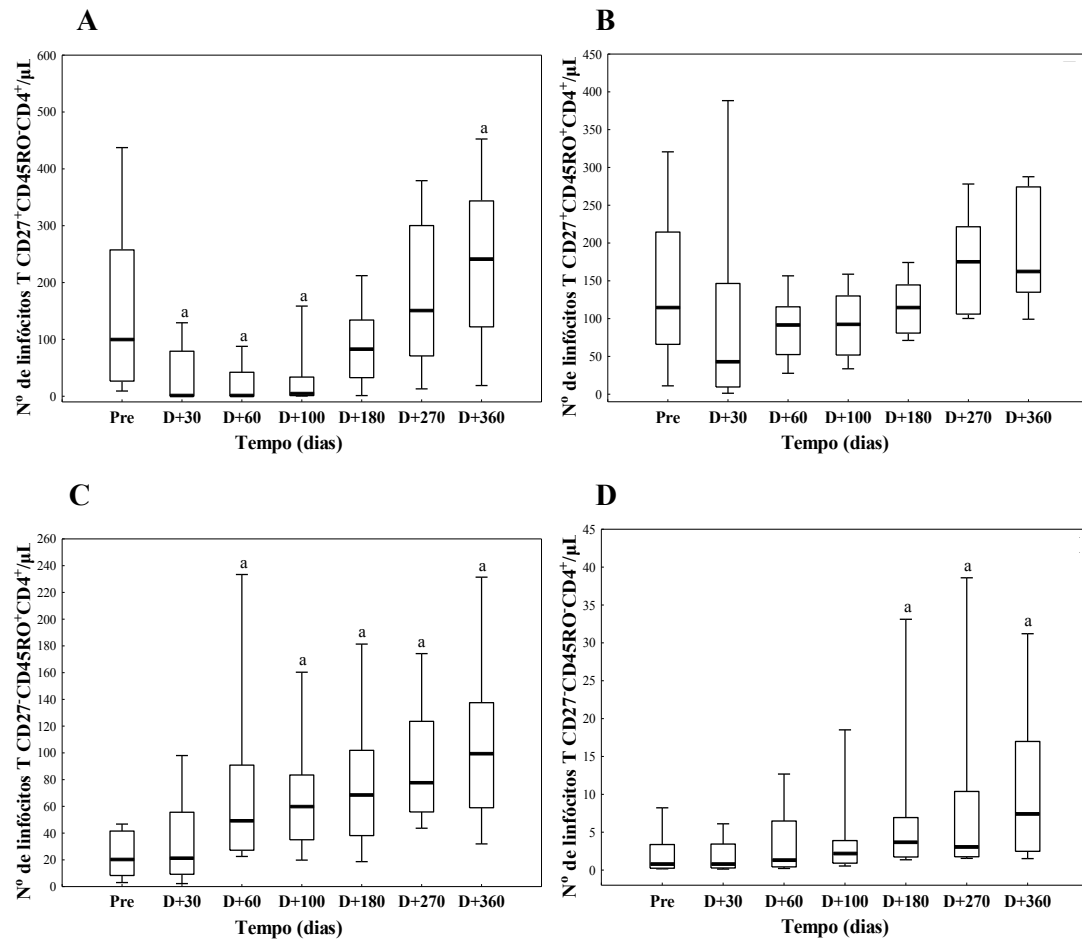 A
Nº de linfócitos T CD27⁺CD45RO⁻CD4⁺/µL
600
500
400
300
200
100
0
a
a
a
a
Pre D+30 D+60 D+100 D+180 D+270 D+360
Tempo (dias)
B
Nº de linfócitos T CD27⁺CD45RO⁺CD4⁺/µL
450
400
350
300
250
200
150
100
50
0
Pre D+30 D+60 D+100 D+180 D+270 D+360
Tempo (dias)
C
Nº de linfócitos T CD27⁻CD45RO⁺CD4⁺/µL
260
240
220
200
180
160
140
120
100
80
60
40
20
0
a
a
a
a
a
Pre D+30 D+60 D+100 D+180 D+270 D+360
Tempo (dias)
D
Nº de linfócitos T CD27⁻CD45RO⁻CD4⁺/µL
45
40
35
30
25
20
15
10
5
0
a
a
a
Pre D+30 D+60 D+100 D+180 D+270 D+360
Tempo (dias)